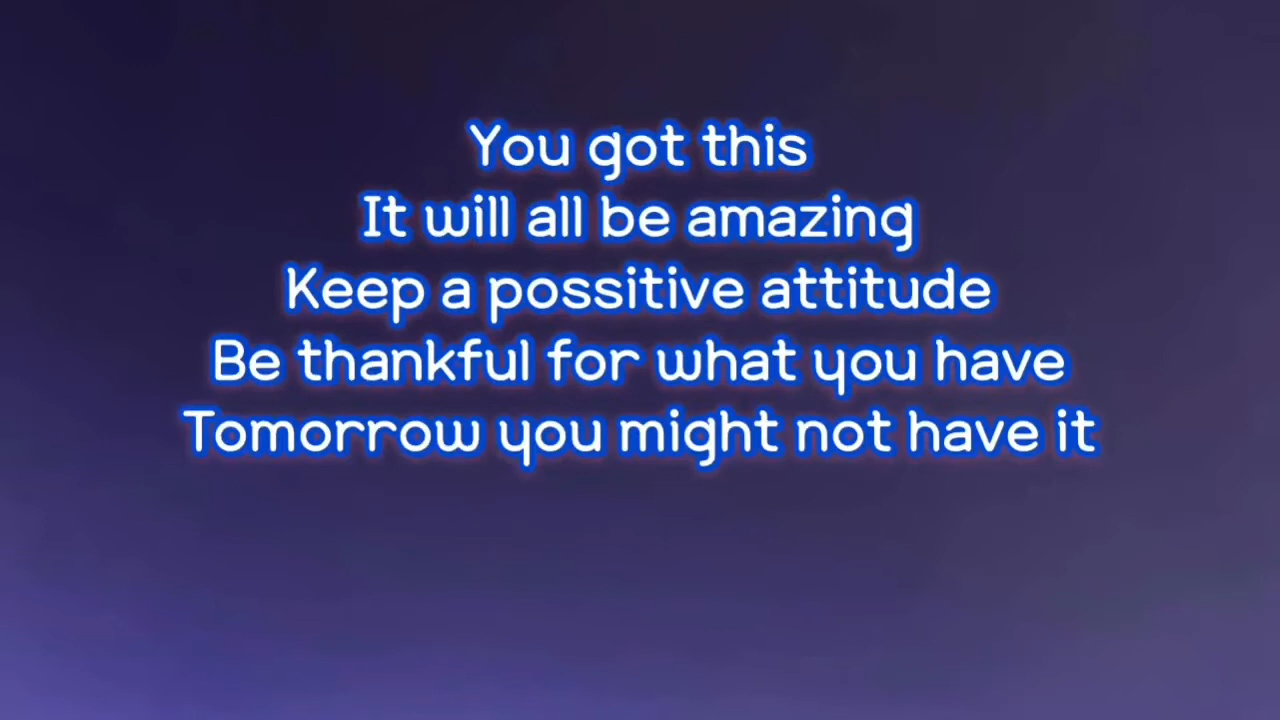 You got this
It will all be amazing
Keep a possitive attitude
Be thankful for what you have
Tomorrow you might not have it